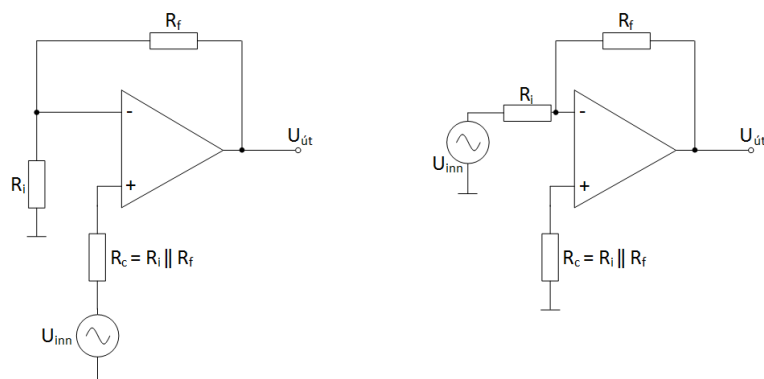 Rf
-
Uút
Ri
+
Rc = Ri || Rf
Uinn
Rf
Ri
-
Uút
Uinn
+
Rc = Ri || Rf